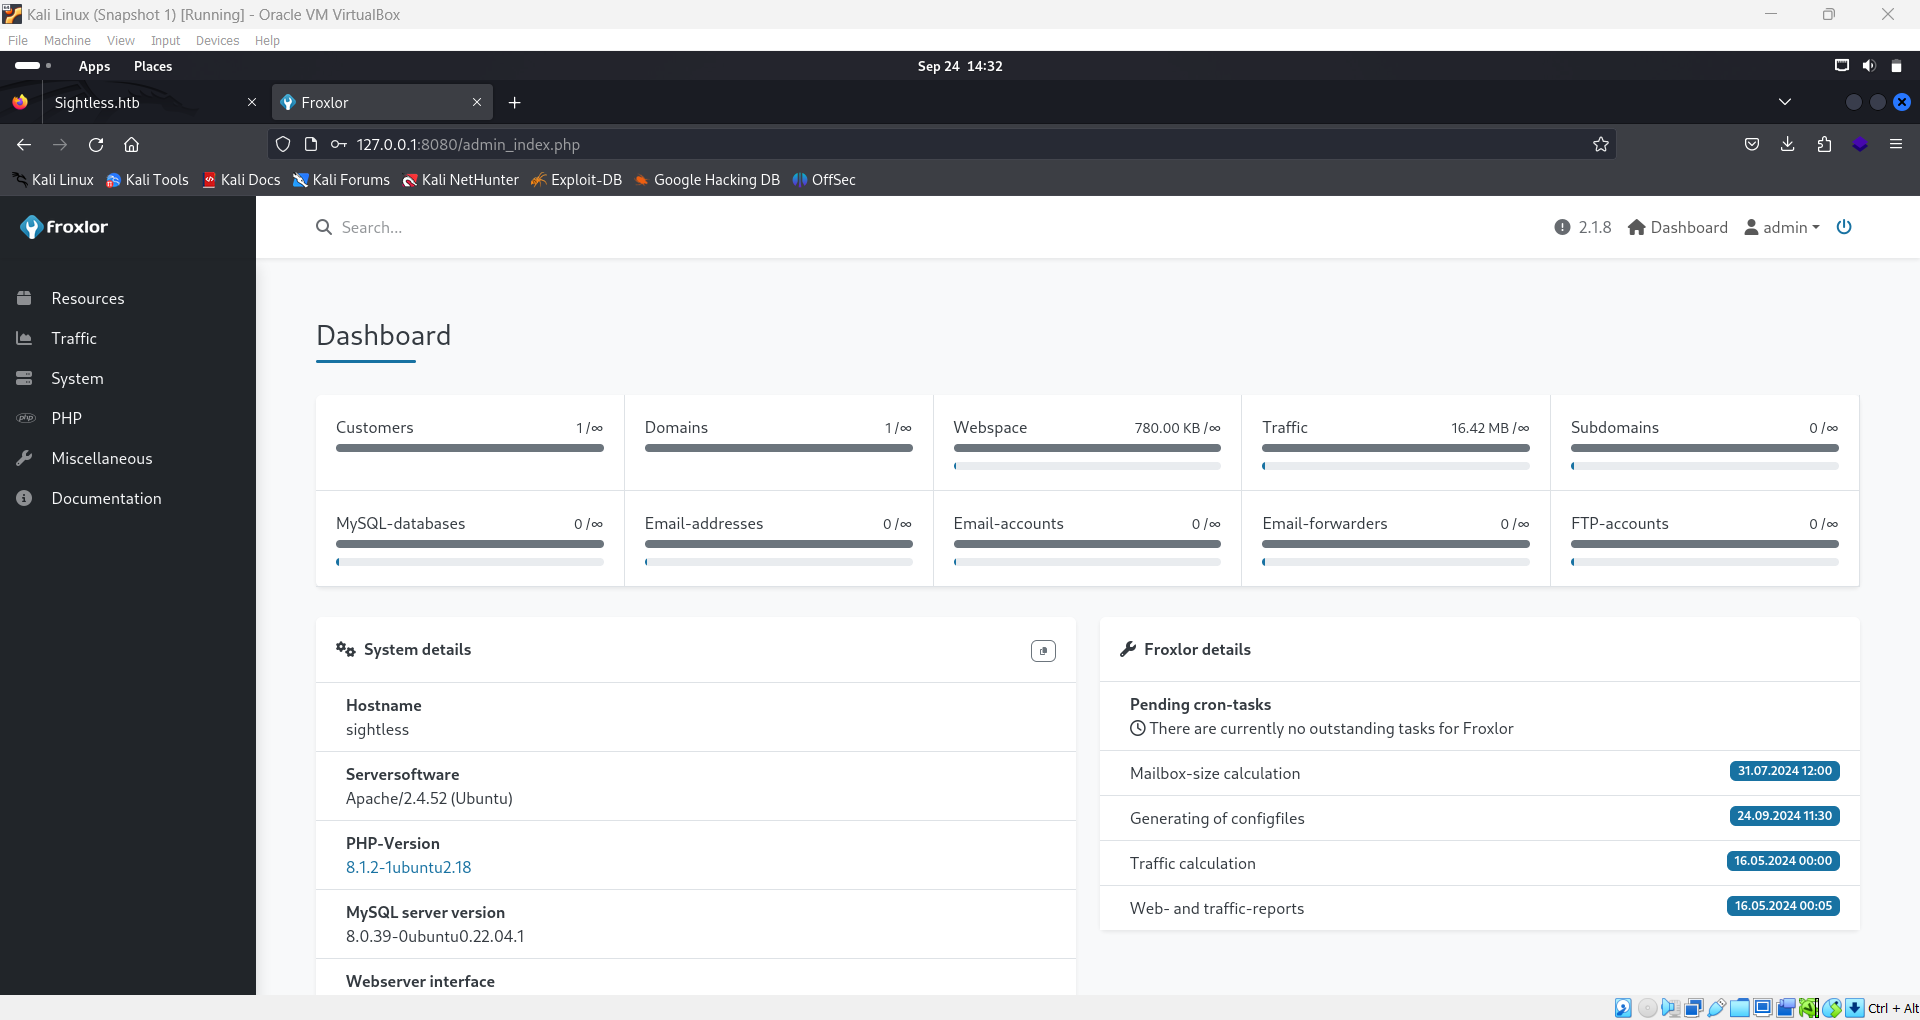 Kali Linux (Snapshot 1) [Running] - Oracle VM VirtualBox
File Machine View Input Devices Help
Apps Places Sep 24 14:32
Sightless.htb Froxlor
127.0.0.1:8080/admin_index.php
Kali Linux Kali Tools Kali Docs Kali Forums Kali NetHunter Exploit-DB Google Hacking DB OffSec
froxlor Search... 2.1.8 Dashboard admin
Resources
Traffic
System
php PHP
Miscellaneous
Documentation
Dashboard
Customers 1 /∞ Domains 1 /∞ Webspace 780.00 KB /∞ Traffic 16.42 MB /∞ Subdomains 0 /∞
MySQL-databases 0 /∞ Email-addresses 0 /∞ Email-accounts 0 /∞ Email-forwarders 0 /∞ FTP-accounts 0 /∞
System details
Hostname
sightless
Serversoftware
Apache/2.4.52 (Ubuntu)
PHP-Version
8.1.2-1ubuntu2.18
MySQL server version
8.0.39-0ubuntu0.22.04.1
Webserver interface
Froxlor details
Pending cron-tasks
There are currently no outstanding tasks for Froxlor
Mailbox-size calculation 31.07.2024 12:00
Generating of configfiles 24.09.2024 11:30
Traffic calculation 16.05.2024 00:00
Web- and traffic-reports 16.05.2024 00:05
Ctrl + Alt